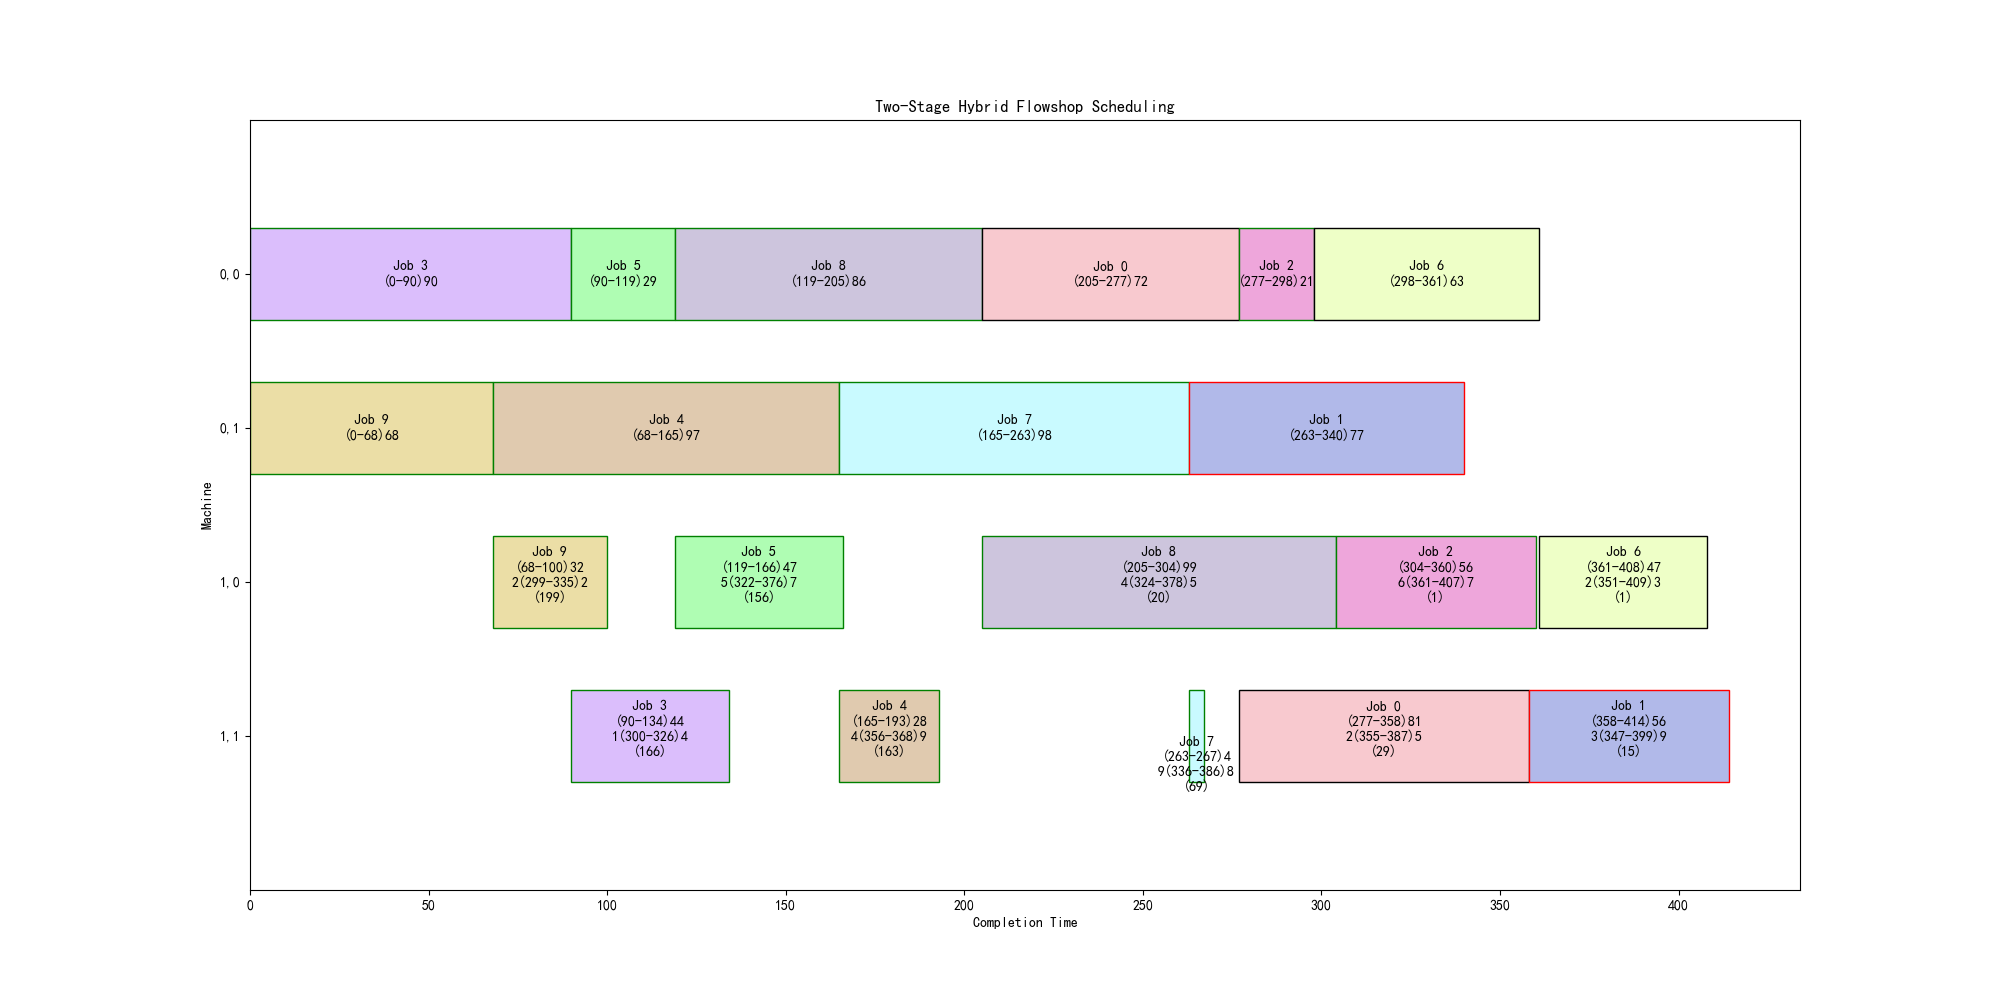 Two-Stage Hybrid Flowshop Scheduling
Machine
0,0
Job 3
(0-90)90
Job 5
(90-119)29
Job 8
(119-205)86
Job 0
(205-277)72
Job 2
(277-298)21
Job 6
(298-361)63
0,1
Job 9
(0-68)68
Job 4
(68-165)97
Job 7
(165-263)98
Job 1
(263-340)77
1,0
Job 9
(68-100)32
2(299-335)2
(199)
Job 5
(119-166)47
5(322-376)7
(156)
Job 8
(205-304)99
4(324-378)5
(20)
Job 2
(304-360)56
6(361-407)7
(1)
Job 6
(361-408)47
2(351-409)3
(1)
1,1
Job 3
(90-134)44
1(300-326)4
(166)
Job 4
(165-193)28
4(356-368)9
(163)
Job 7
(263-267)4
9(336-386)8
(69)
Job 0
(277-358)81
2(355-387)5
(29)
Job 1
(358-414)56
3(347-399)9
(15)
0 50 100 150 200 250 300 350 400
Completion Time